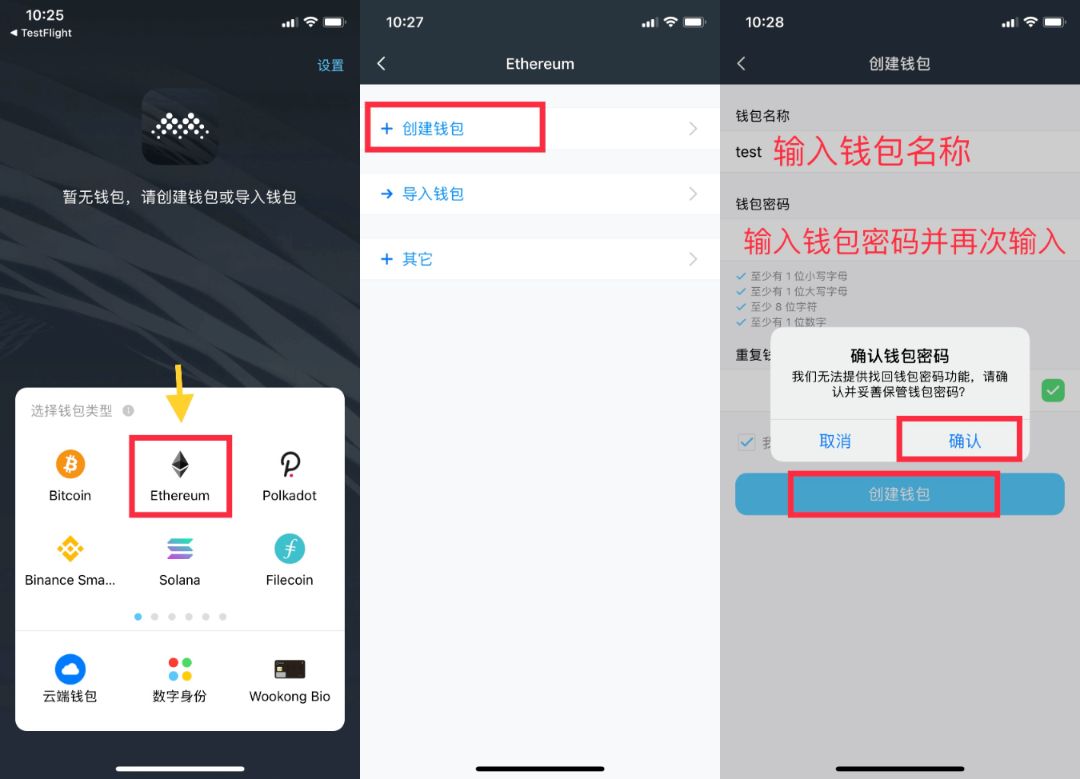 10:25
◀ TestFlight
设置
暂无钱包，请创建钱包或导入钱包
选择钱包类型
Bitcoin
Ethereum
Polkadot
Binance Sma...
Solana
Filecoin
云端钱包
数字身份
Wookong Bio
10:27
Ethereum
+ 创建钱包
→ 导入钱包
+ 其它
10:28
创建钱包
钱包名称
test 输入钱包名称
钱包密码
输入钱包密码并再次输入
至少有 1 位小写字母
至少有 1 位大写字母
至少 8 位字符
至少有 1 位数字
重复
确认钱包密码
我们无法提供找回钱包密码功能，请确
认并妥善保管钱包密码?
取消
确认
创建钱包